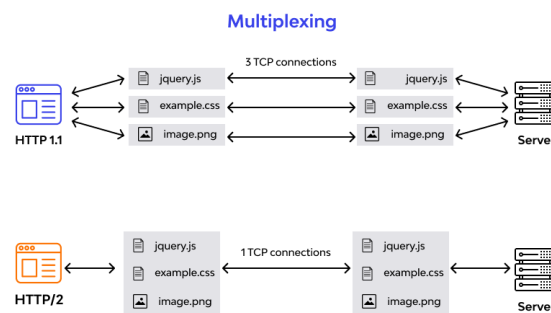 Multiplexing
3 TCP connections
jquery.js
jquery.js
example.css
example.css
image.png
image.png
HTTP 1.1
Serve
jquery.js
jquery.js
1 TCP connections
example.css
example.css
image.png
image.png
HTTP/2
Serve